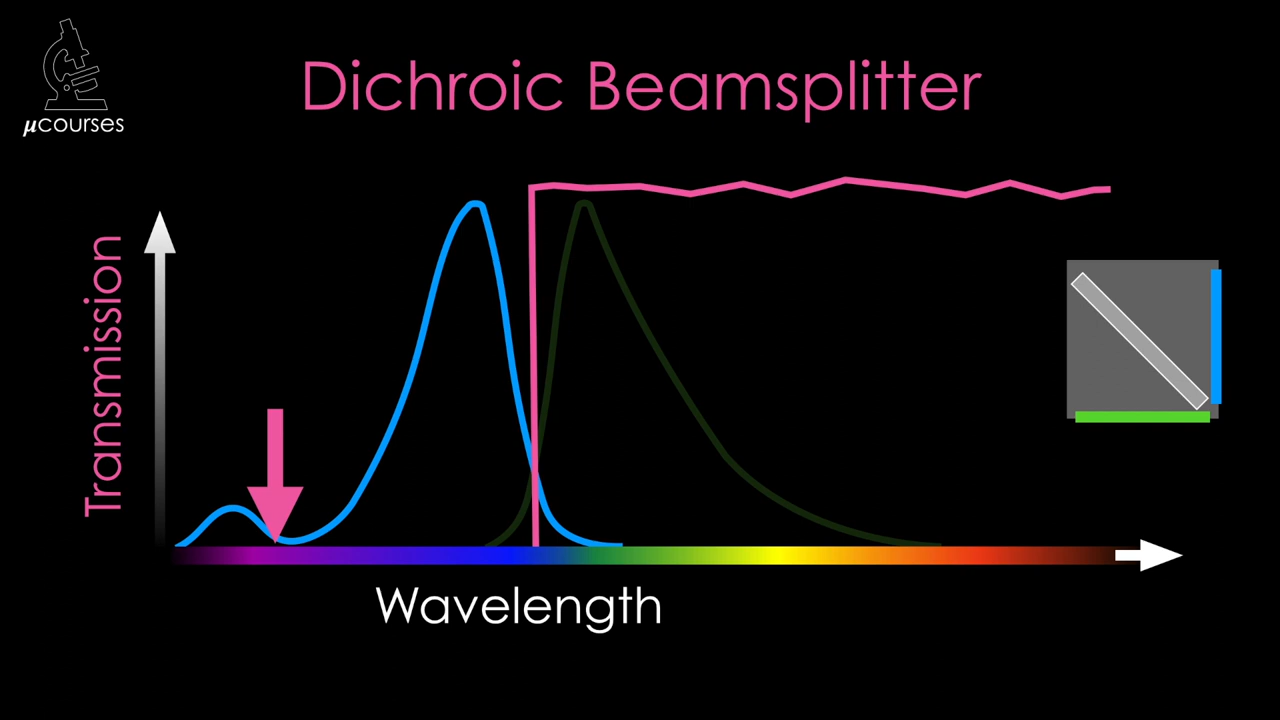 Dichroic Beamsplitter
µcourses
Transmission
Wavelength